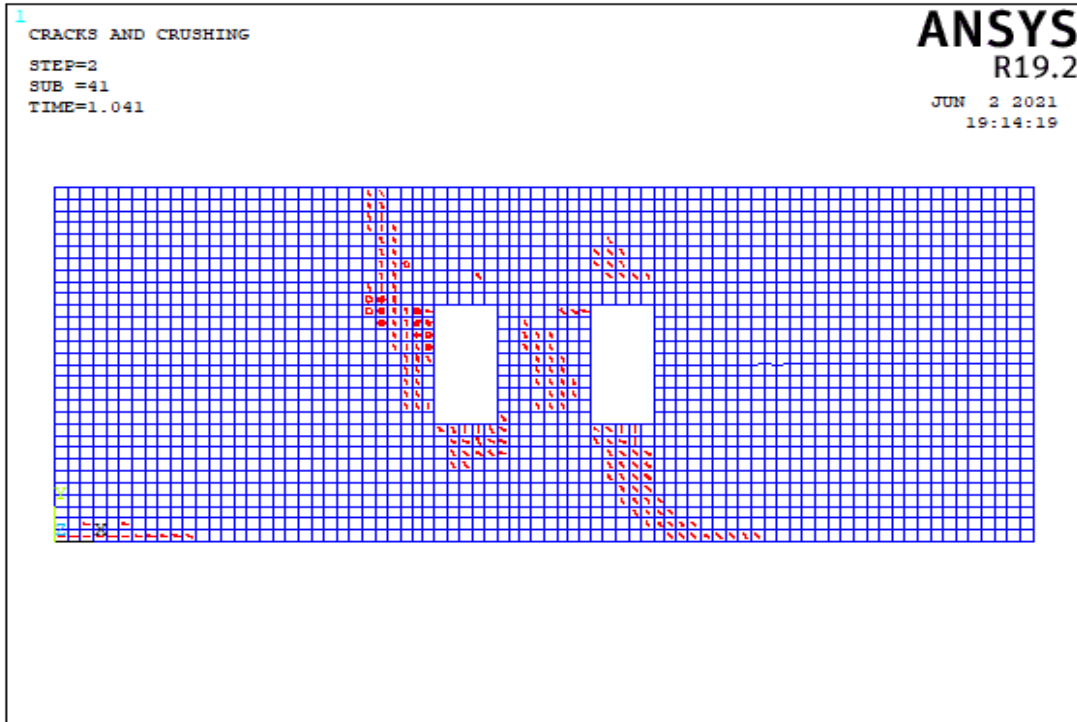 1
CRACKS AND CRUSHING
STEP=2
SUB =41
TIME=1.041
ANSYS
R19.2
JUN  2 2021
19:14:19
Y
Z X